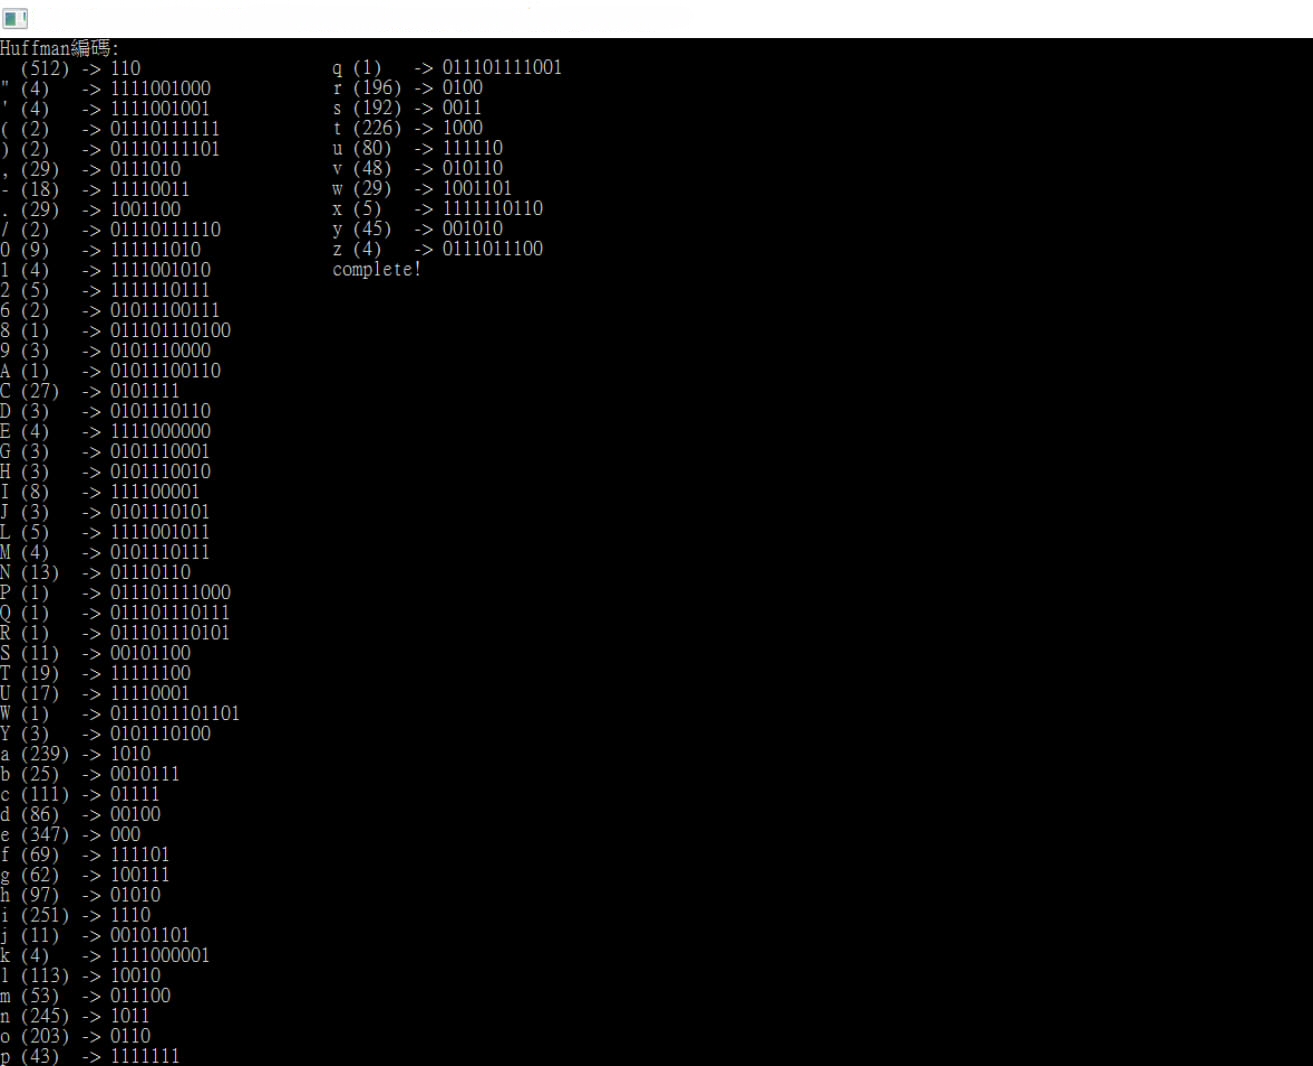 Huffman編碼:
  (512) -> 110
" (4)   -> 1111001000
' (4)   -> 1111001001
( (2)   -> 01110111111
) (2)   -> 01110111101
, (29)  -> 0111010
- (18)  -> 11110011
. (29)  -> 1001100
/ (2)   -> 01110111110
0 (9)   -> 111111010
1 (4)   -> 1111001010
2 (5)   -> 1111110111
6 (2)   -> 01011100111
8 (1)   -> 011101110100
9 (3)   -> 0101110000
A (1)   -> 01011100110
C (27)  -> 0101111
D (3)   -> 0101110110
E (4)   -> 1111000000
G (3)   -> 0101110001
H (3)   -> 0101110010
I (8)   -> 111100001
J (3)   -> 0101110101
L (5)   -> 1111001011
M (4)   -> 0101110111
N (13)  -> 01110110
P (1)   -> 011101111000
Q (1)   -> 011101110111
R (1)   -> 011101110101
S (11)  -> 00101100
T (19)  -> 11111100
U (17)  -> 11110001
W (1)   -> 0111011101101
Y (3)   -> 0101110100
a (239) -> 1010
b (25)  -> 0010111
c (111) -> 01111
d (86)  -> 00100
e (347) -> 000
f (69)  -> 111101
g (62)  -> 100111
h (97)  -> 01010
i (251) -> 1110
j (11)  -> 00101101
k (4)   -> 1111000001
l (113) -> 10010
m (53)  -> 011100
n (245) -> 1011
o (203) -> 0110
p (43)  -> 1111111
q (1)   -> 011101111001
r (196) -> 0100
s (192) -> 0011
t (226) -> 1000
u (80)  -> 111110
v (48)  -> 010110
w (29)  -> 1001101
x (5)   -> 1111110110
y (45)  -> 001010
z (4)   -> 0111011100
complete!